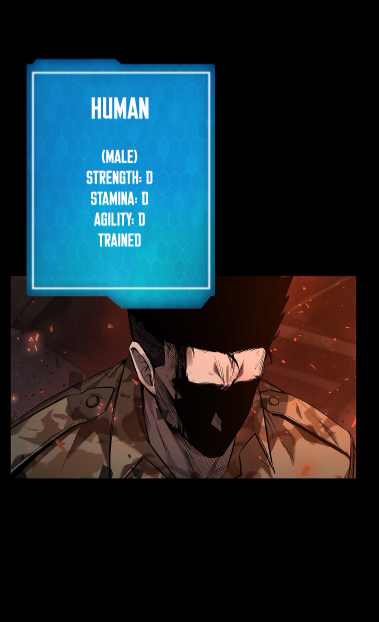 HUMAN
(MALE)
STRENGTH: D
STAMINA: D
AGILITY: D
TRAINED